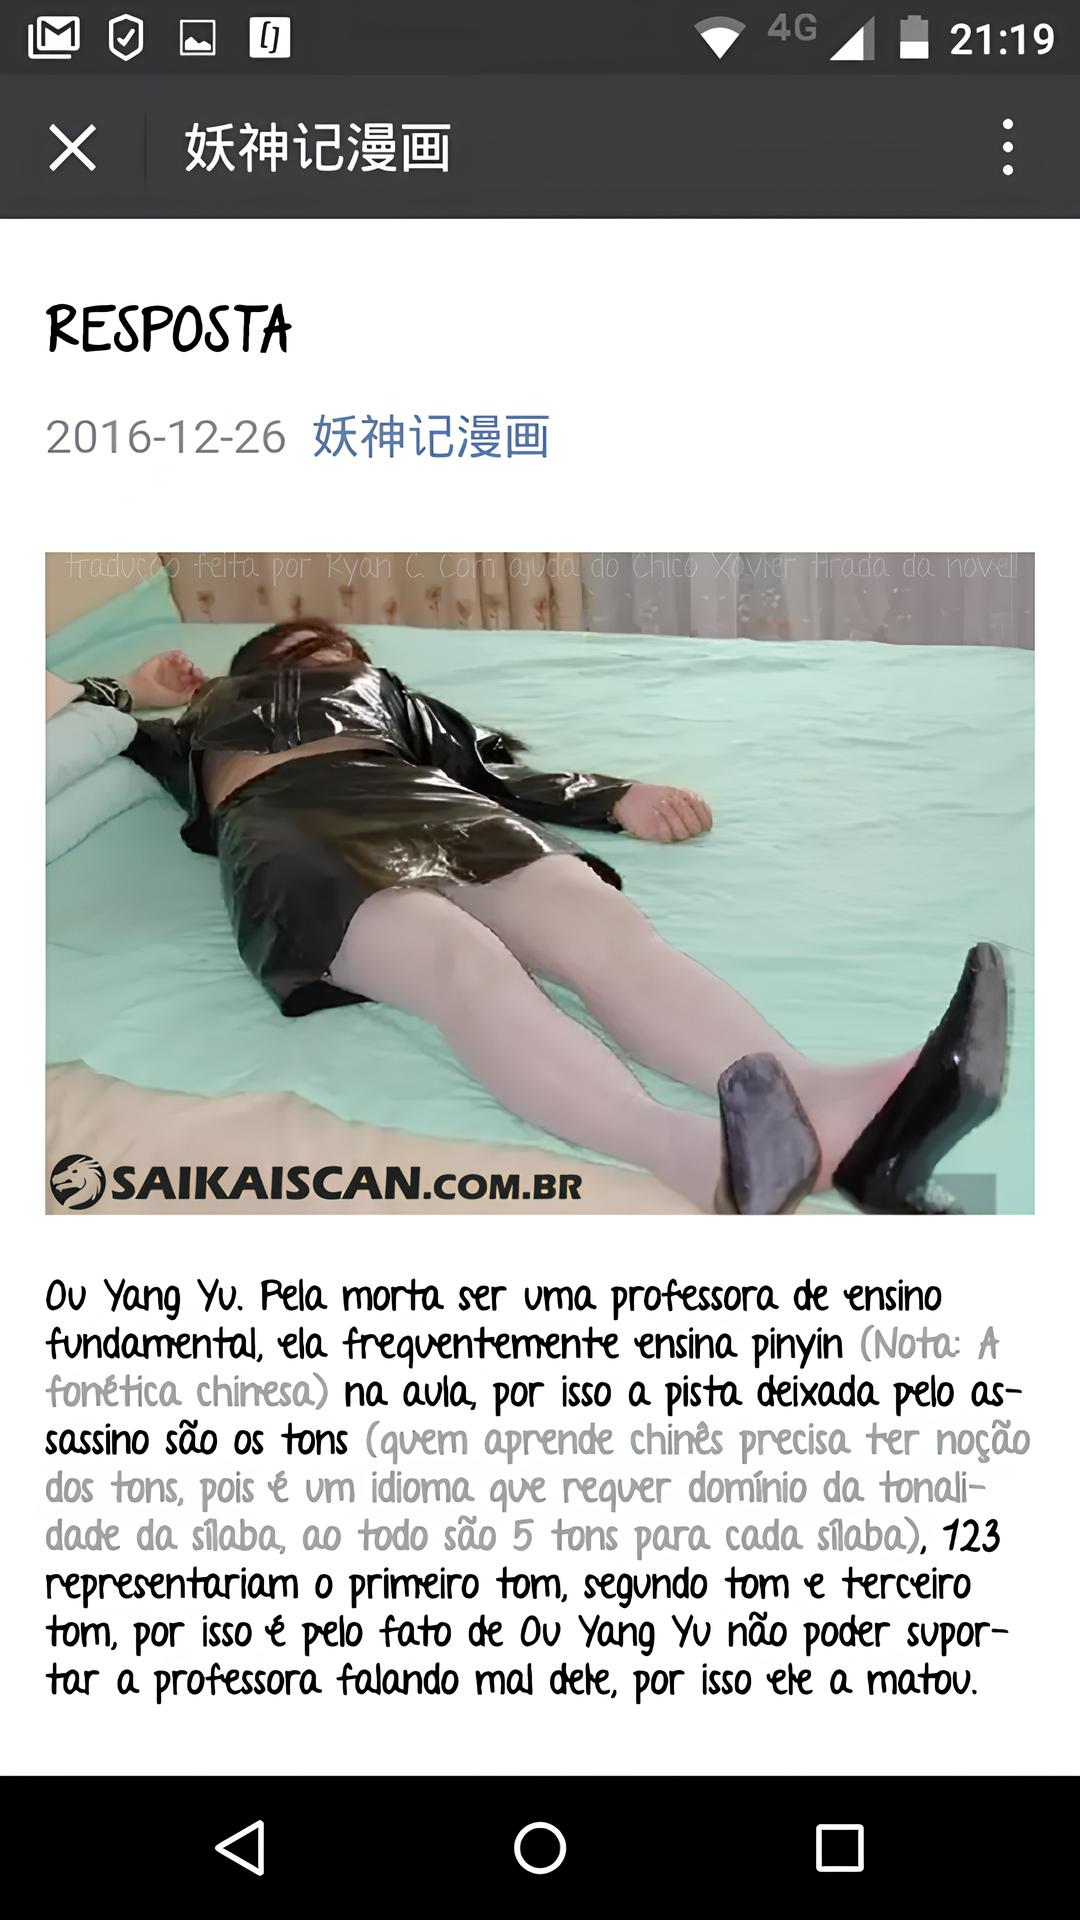 4G 21:19
妖神记漫画
RESPOSTA
2016-12-26 妖神记漫画
tradução feita por Ryan C. Com ajuda do Chico Xavier tirada da novel
SAIKAISCAN.COM.BR
Ou Yang Yu. Pela morta ser uma professora de ensino
fundamental, ela frequentemente ensina pinyin (Nota: A
fonética chinesa) na aula, por isso a pista deixada pelo as-
sassino são os tons (quem aprende chinês precisa ter noção
dos tons, pois é um idioma que requer domínio da tonali-
dade da sílaba, ao todo são 5 tons para cada sílaba), 123
representariam o primeiro tom, segundo tom e terceiro
tom, por isso é pelo fato de Ou Yang Yu não poder supor-
tar a professora falando mal dele, por isso ele a matou.